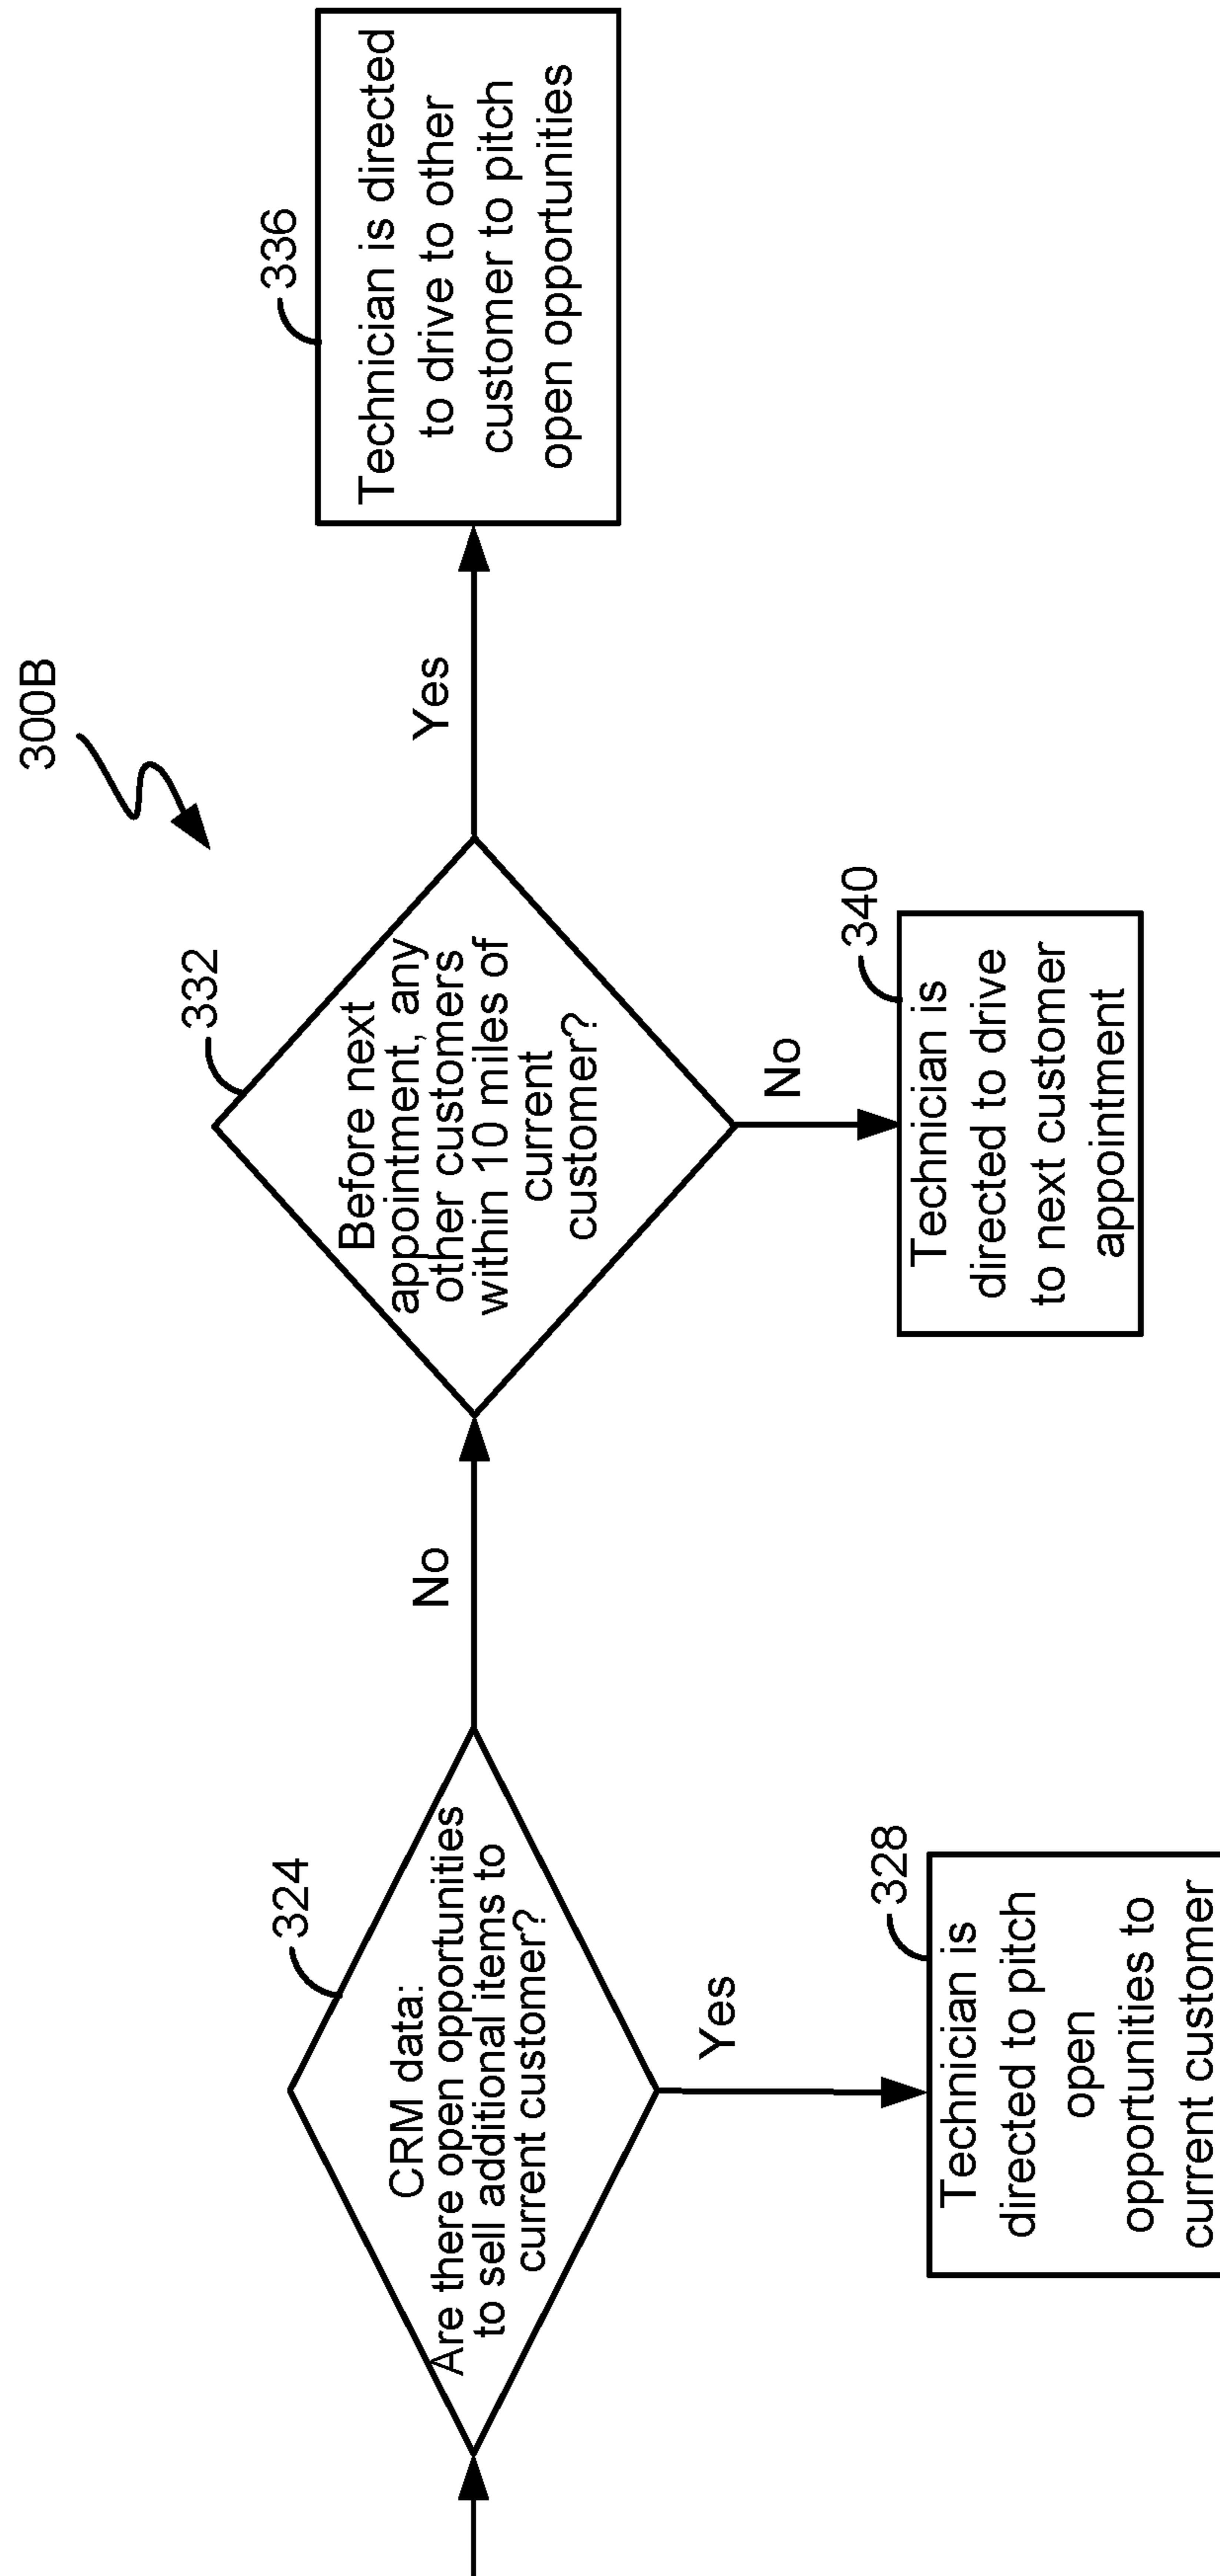 300B
324
CRM data:
Are there open opportunities
to sell additional items to
current customer?
No
Yes
328
Technician is
directed to pitch
open
opportunities to
current customer
332
Before next
appointment, any
other customers
within 10 miles of
current
customer?
Yes
No
336
Technician is directed
to drive to other
customer to pitch
open opportunities
340
Technician is
directed to drive
to next customer
appointment